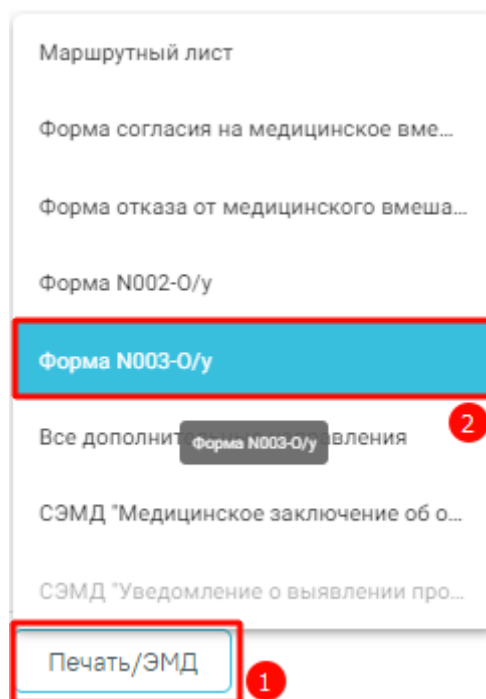 Маршрутный лист
Форма согласия на медицинское вме...
Форма отказа от медицинского вмеша...
Форма N002-О/у
Форма N003-О/у
2
Все дополнит вления
Форма N003-О/у
СЭМД "Медицинское заключение об о...
СЭМД "Уведомление о выявлении про...
Печать/ЭМД
1